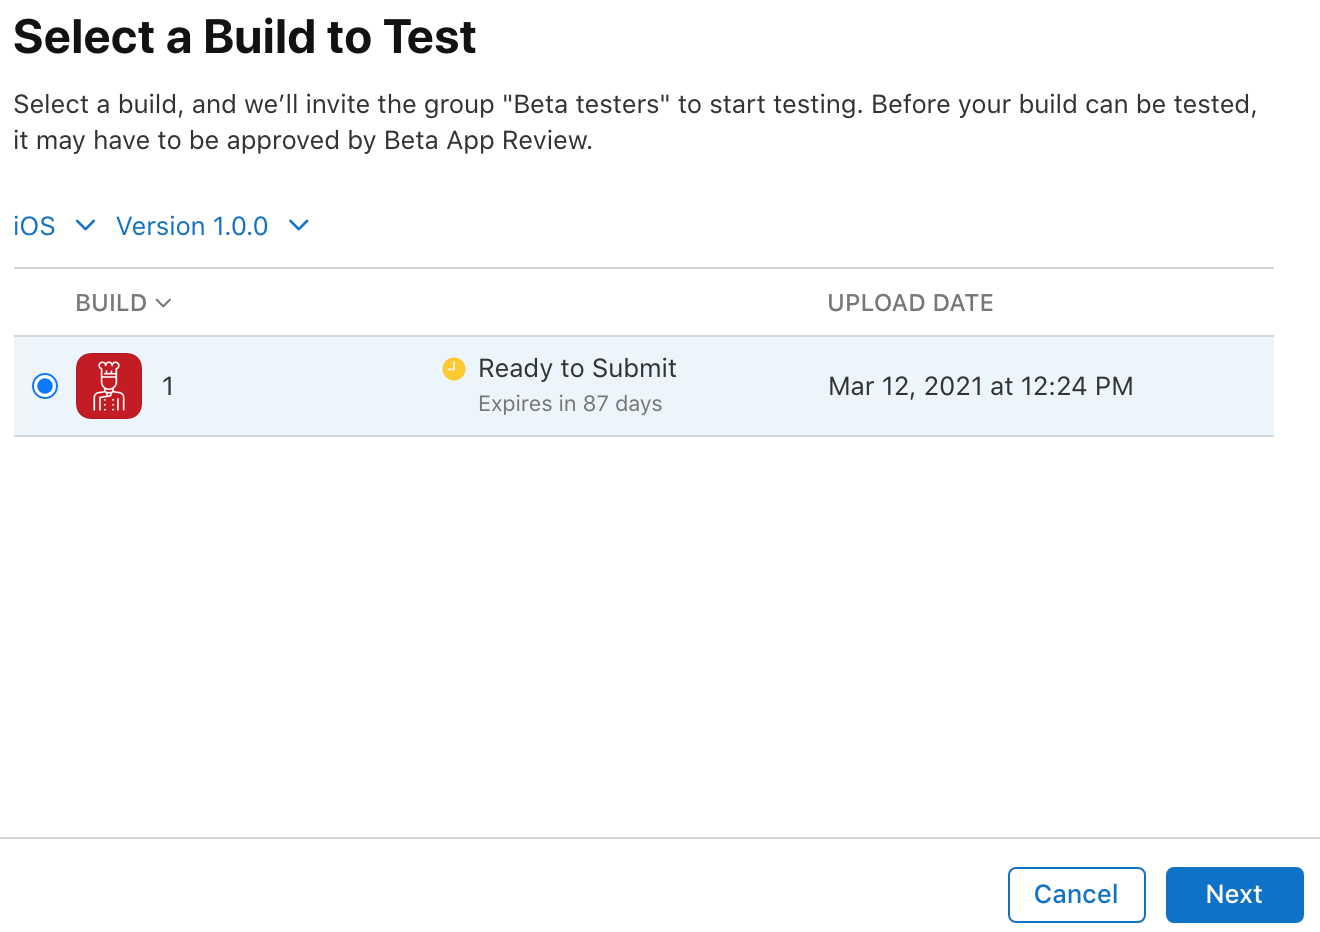 Select a Build to Test
Select a build, and we’ll invite the group "Beta testers" to start testing. Before your build can be tested,
it may have to be approved by Beta App Review.
iOS Version 1.0.0
BUILD UPLOAD DATE
1 Ready to Submit Mar 12, 2021 at 12:24 PM
Expires in 87 days
Cancel Next